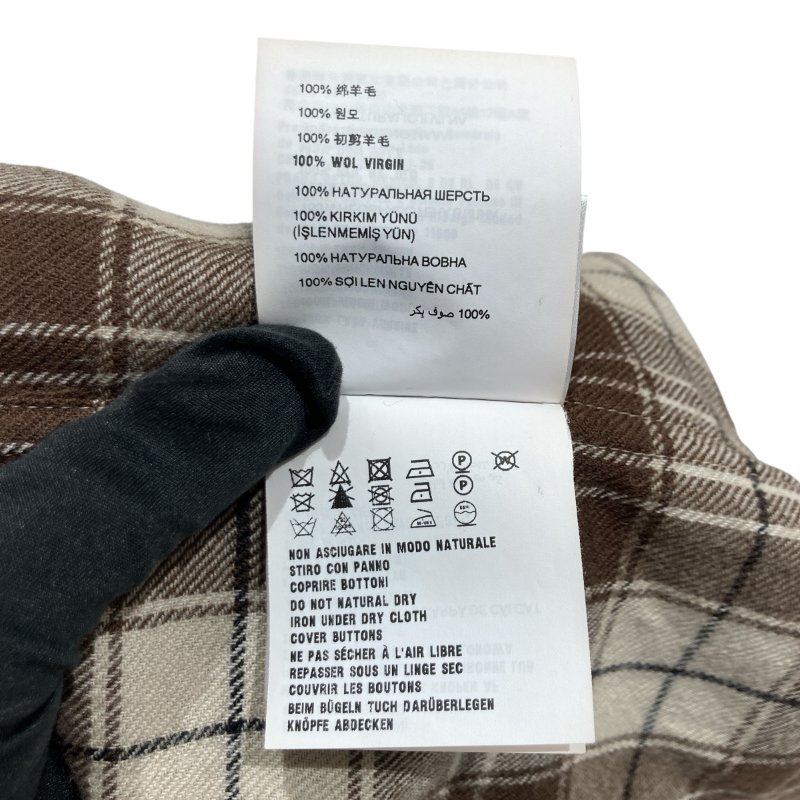 100% 绵羊毛
100% 원모
100% 初剪羊毛
100% WOL VIRGIN
100% НАТУРАЛЬНАЯ ШЕРСТЬ
100% KIRKIM YÜNÜ
(İŞLENMEMİŞ YÜN)
100% НАТУРАЛЬНА ВОВНА
100% SỢI LEN NGUYÊN CHẤT
100% صوف بكر
P
W
P
NON ASCIUGARE IN MODO NATURALE
STIRO CON PANNO
COPRIRE BOTTONI
DO NOT NATURAL DRY
IRON UNDER DRY CLOTH
COVER BUTTONS
NE PAS SÉCHER À L'AIR LIBRE
REPASSER SOUS UN LINGE SEC
COUVRIR LES BOUTONS
BEIM BÜGELN TUCH DARÜBERLEGEN
KNÖPFE ABDECKEN